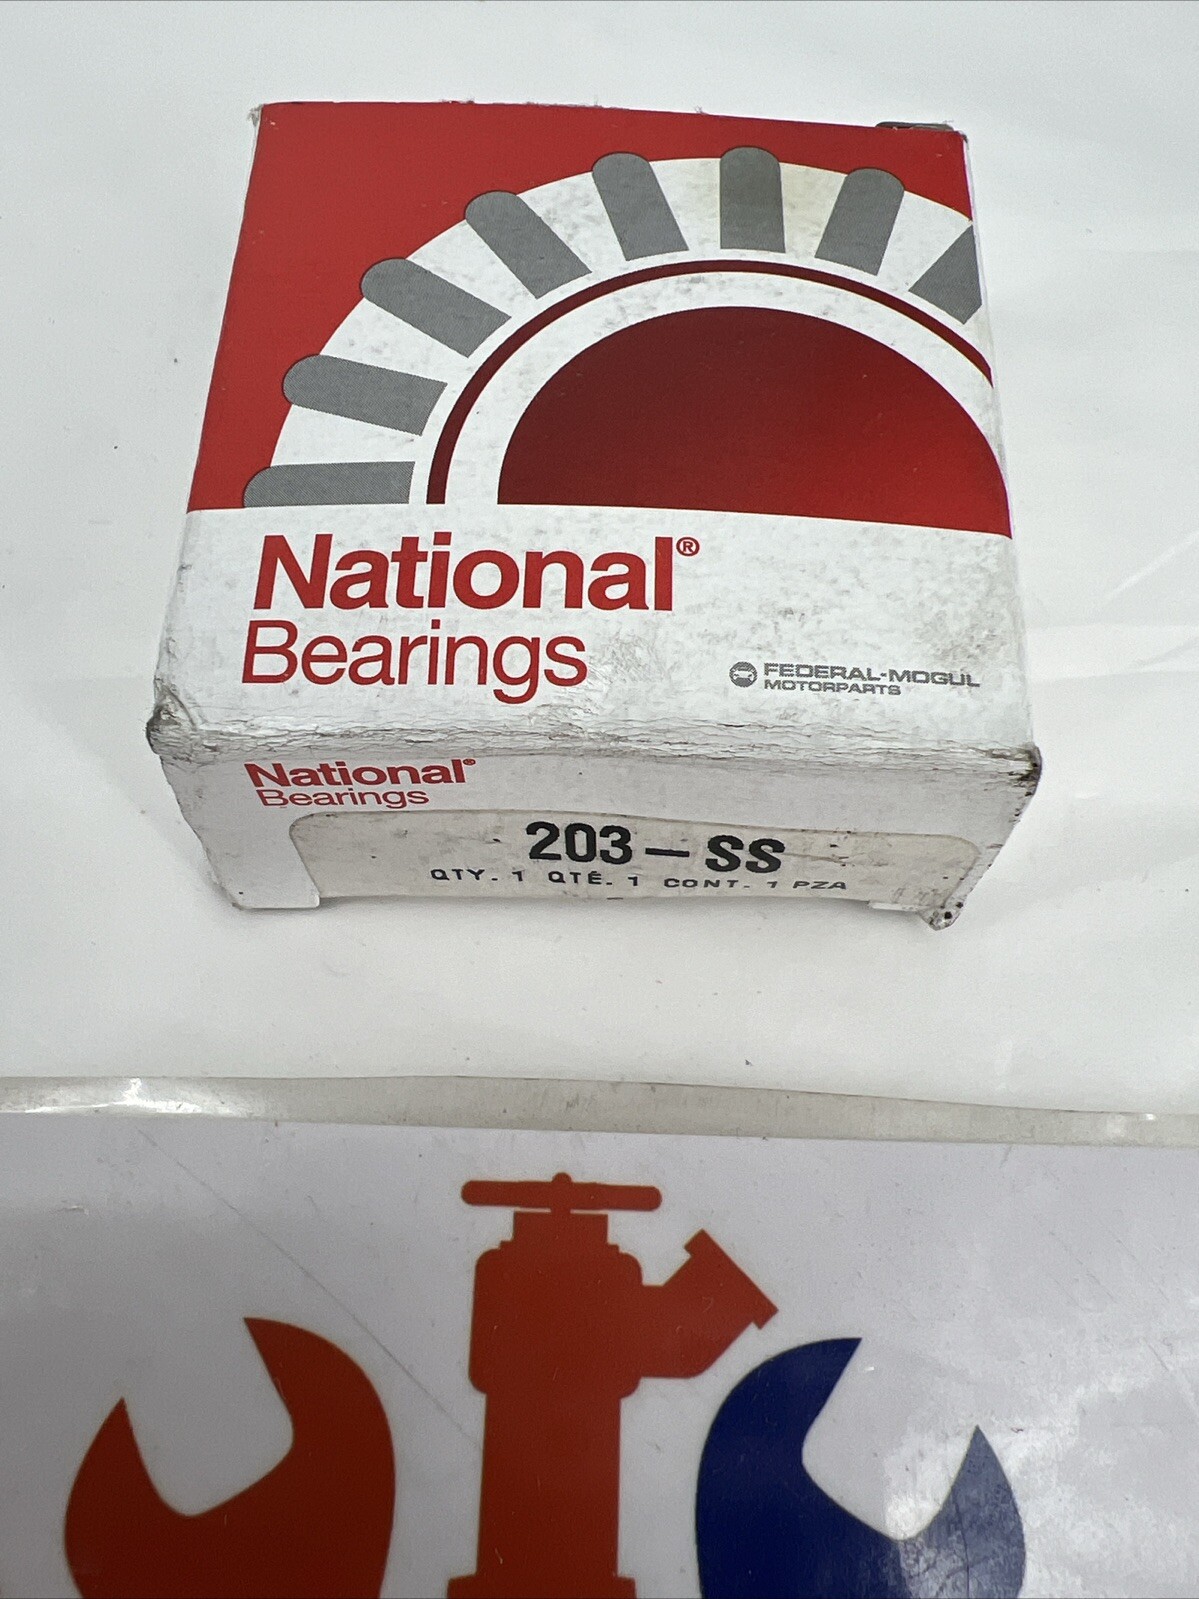 National®
Bearings
FEDERAL-MOGUL
MOTORPARTS
National®
Bearings
203-SS
QTY. 1 QTÉ. 1 CONT. 1 PZA